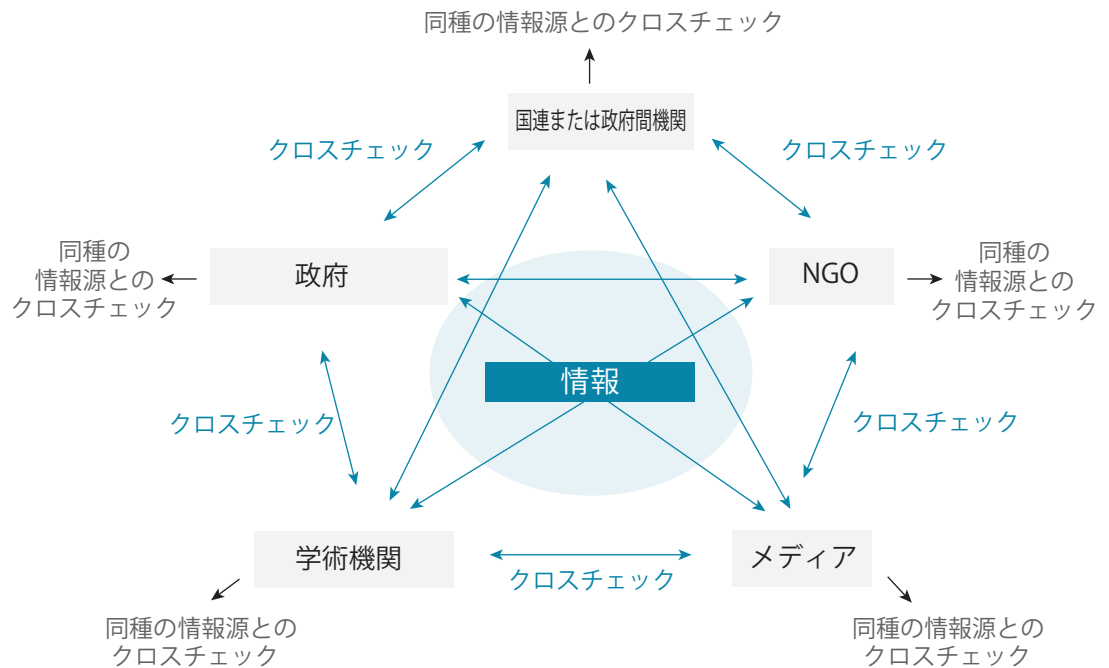 同種の情報源とのクロスチェック
国連または政府間機関
クロスチェック
クロスチェック
同種の
情報源との
クロスチェック
政府
NGO
同種の
情報源との
クロスチェック
情報
クロスチェック
クロスチェック
学術機関
クロスチェック
メディア
同種の情報源との
クロスチェック
同種の情報源との
クロスチェック